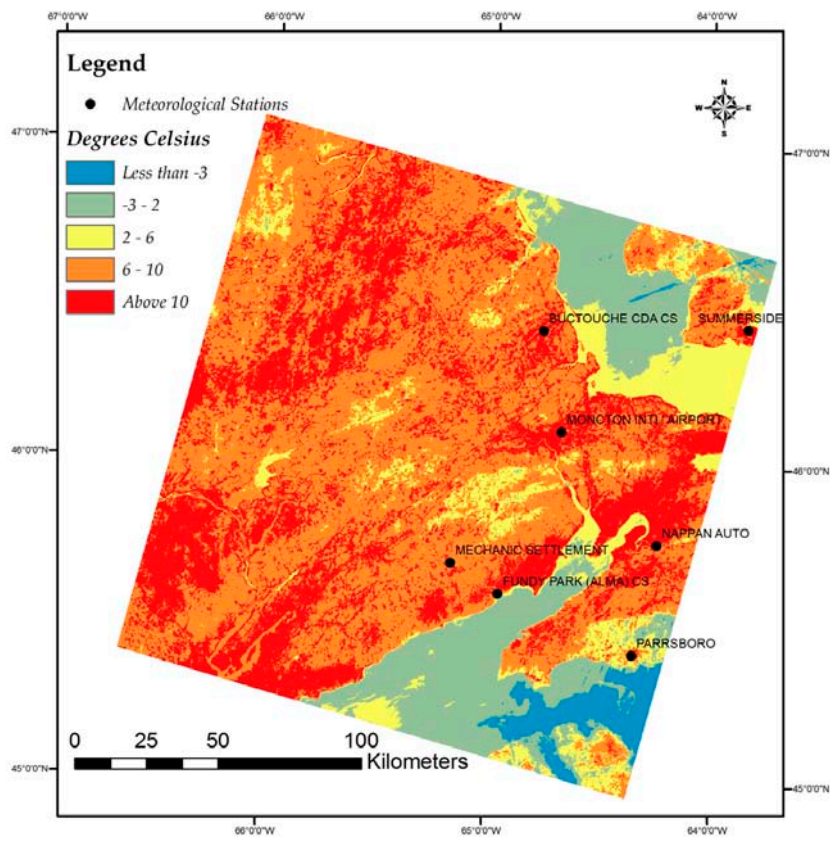 67°0'0"W 66°0'0"W 65°0'0"W 64°0'0"W
Legend
Meteorological Stations
Degrees Celsius
Less than -3
-3 - 2
2 - 6
6 - 10
Above 10
N
W E
S
47°0'0"N
47°0'0"N
BUCTOUCHE CDA CS
SUMMERSIDE
MONCTON INTL. AIRPORT
46°0'0"N
46°0'0"N
NAPPAN AUTO
MECHANIC SETTLEMENT
FUNDY PARK (ALMA) CS
PARRSBORO
0 25 50 100
Kilometers
45°0'0"N
45°0'0"N
66°0'0"W 65°0'0"W 64°0'0"W